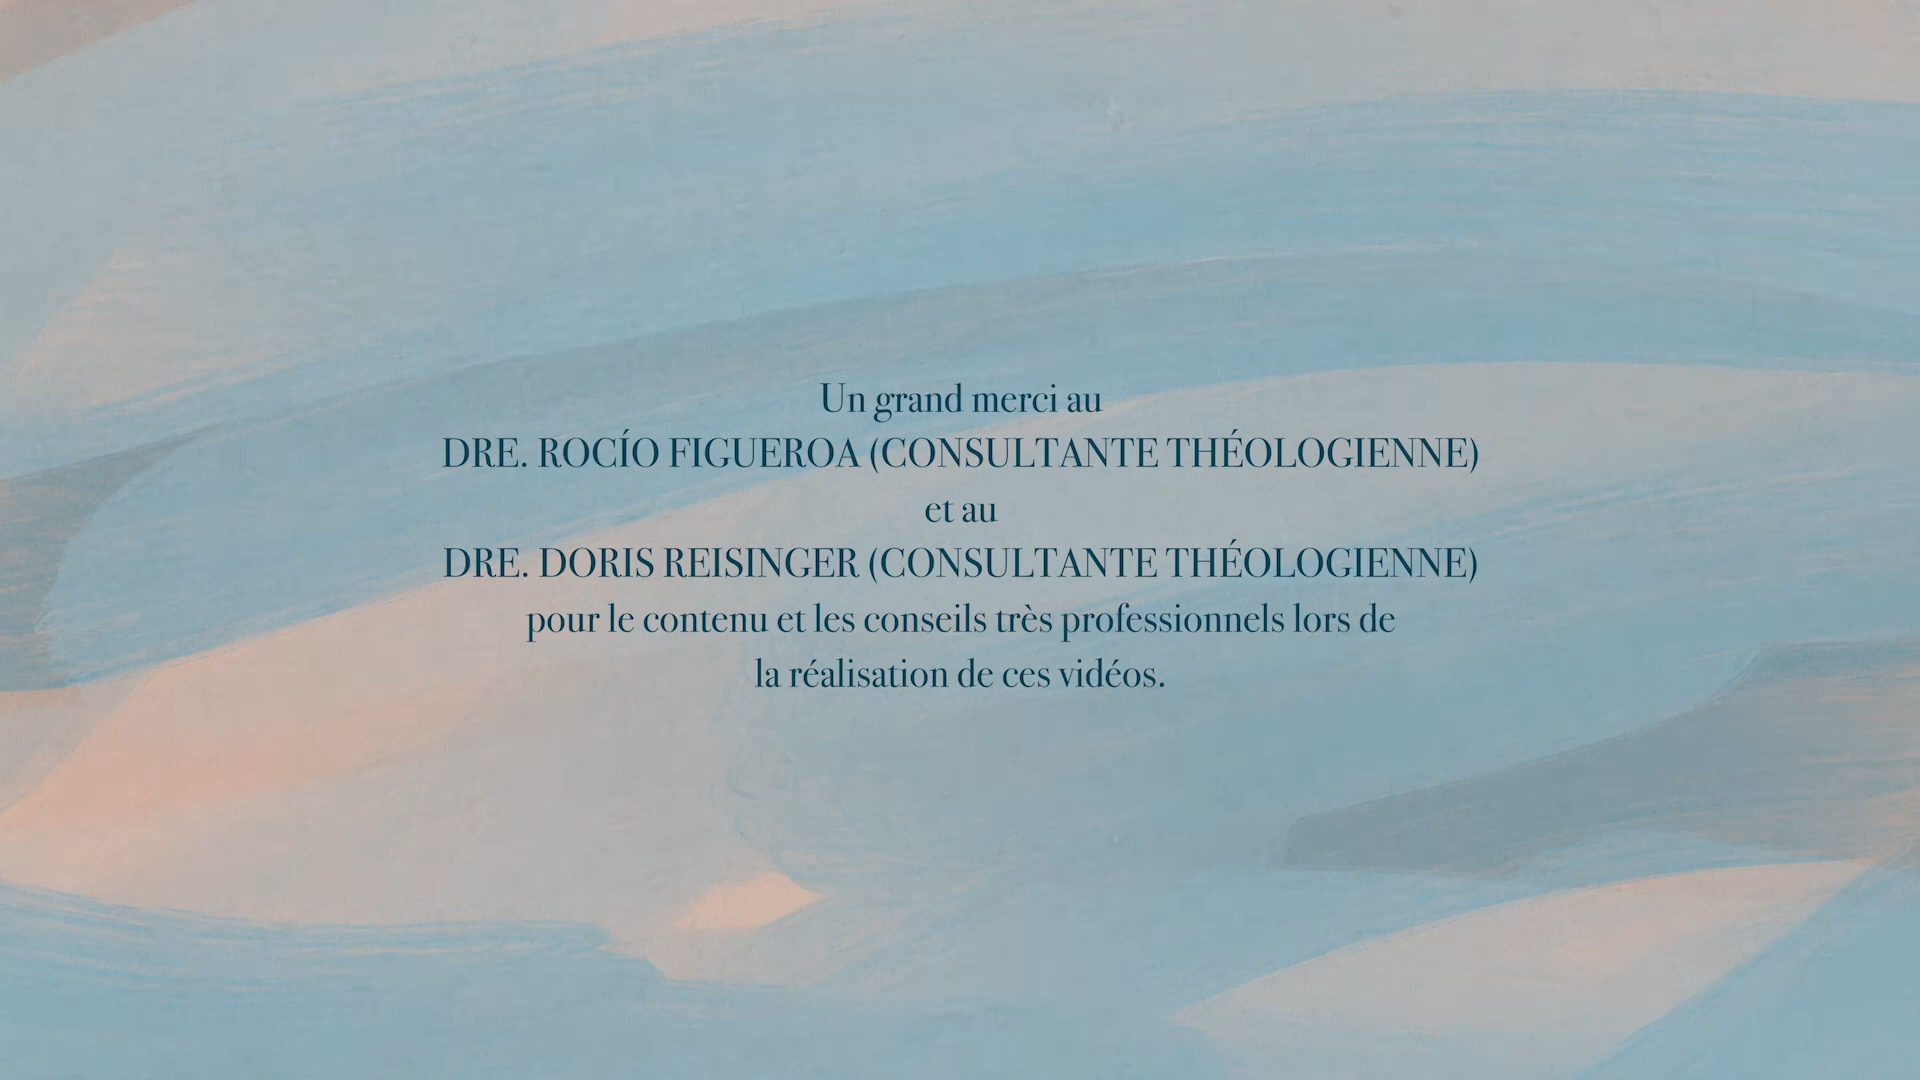 Un grand merci au
DRE. ROCÍO FIGUEROA (CONSULTANTE THÉOLOGIENNE)
et au
DRE. DORIS REISINGER (CONSULTANTE THÉOLOGIENNE)
pour le contenu et les conseils très professionnels lors de
la réalisation de ces vidéos.